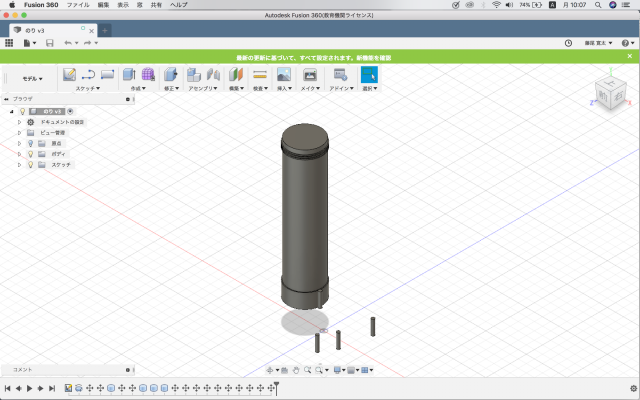 Fusion 360 ファイル 編集 表示 窓 共有 ヘルプ 74% A 月 10:07
Autodesk Fusion 360(教育機関ライセンス)
のり v3
最新の更新に基づいて、すべて設定されます。新機能を確認
モデル▼
スケッチ▼ 作成▼ 修正▼ アセンブリ▼ 構築▼ 検査▼ 挿入▼ メイク▼ アドイン▼ 選択▼
ブラウザ
のり v3
ドキュメントの設定
ビュー管理
原点
ボディ
スケッチ
Z
X
コメント